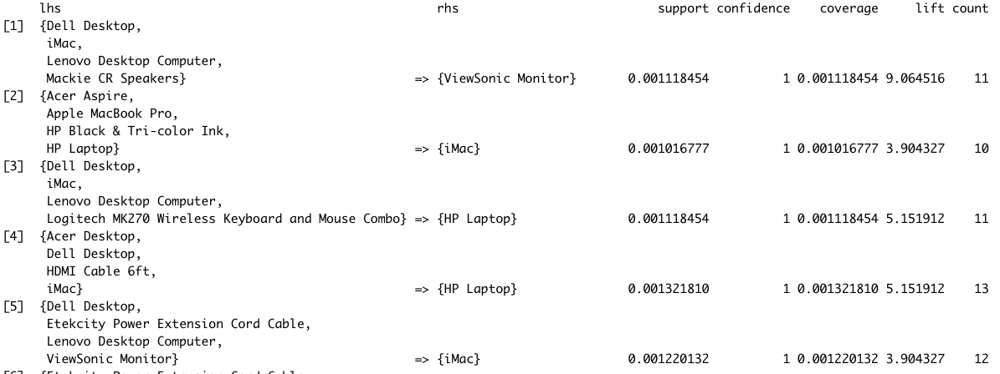 lhs rhs support confidence coverage lift count
[1] {Dell Desktop,
iMac,
Lenovo Desktop Computer,
Mackie CR Speakers} => {ViewSonic Monitor} 0.001118454 1 0.001118454 9.064516 11
[2] {Acer Aspire,
Apple MacBook Pro,
HP Black & Tri-color Ink,
HP Laptop} => {iMac} 0.001016777 1 0.001016777 3.904327 10
[3] {Dell Desktop,
iMac,
Lenovo Desktop Computer,
Logitech MK270 Wireless Keyboard and Mouse Combo} => {HP Laptop} 0.001118454 1 0.001118454 5.151912 11
[4] {Acer Desktop,
Dell Desktop,
HDMI Cable 6ft,
iMac} => {HP Laptop} 0.001321810 1 0.001321810 5.151912 13
[5] {Dell Desktop,
Etekcity Power Extension Cord Cable,
Lenovo Desktop Computer,
ViewSonic Monitor} => {iMac} 0.001220132 1 0.001220132 3.904327 12